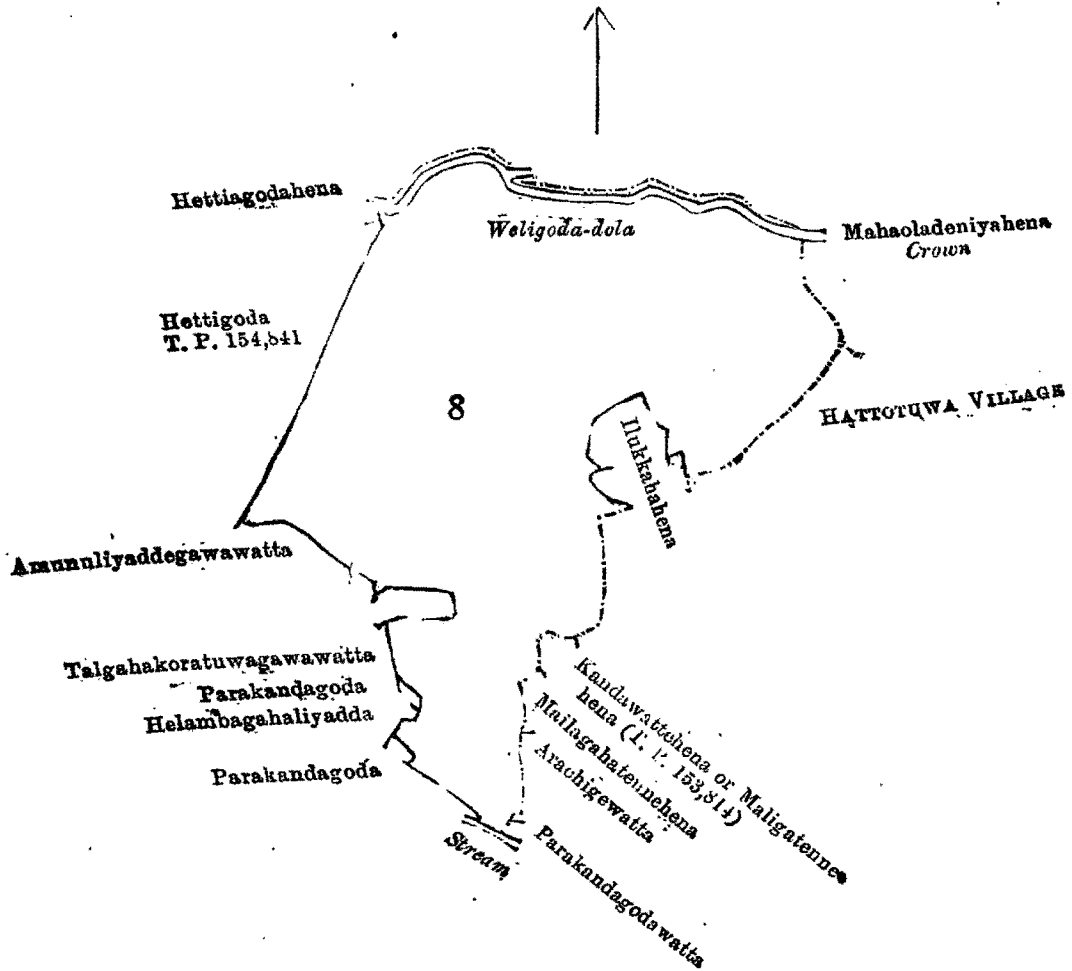 Hettiagodahena
Weligoda-dola
Mahaoladeniyahena
Crown
Hettigoda
T. P. 154,841
8
HATTOTUWA VILLAGE
Ilukkahahena
Amunuliyaddegawawatta
Talgahakoratuwagawawatta
Parakandagoda
Helambagahaliyadda
Parakandagoda
Kandawattehena or Maligatenne
hena (T. P. 153,814)
Mailagahatennehena
Arachigewatta
Parakandagodawatta
Stream